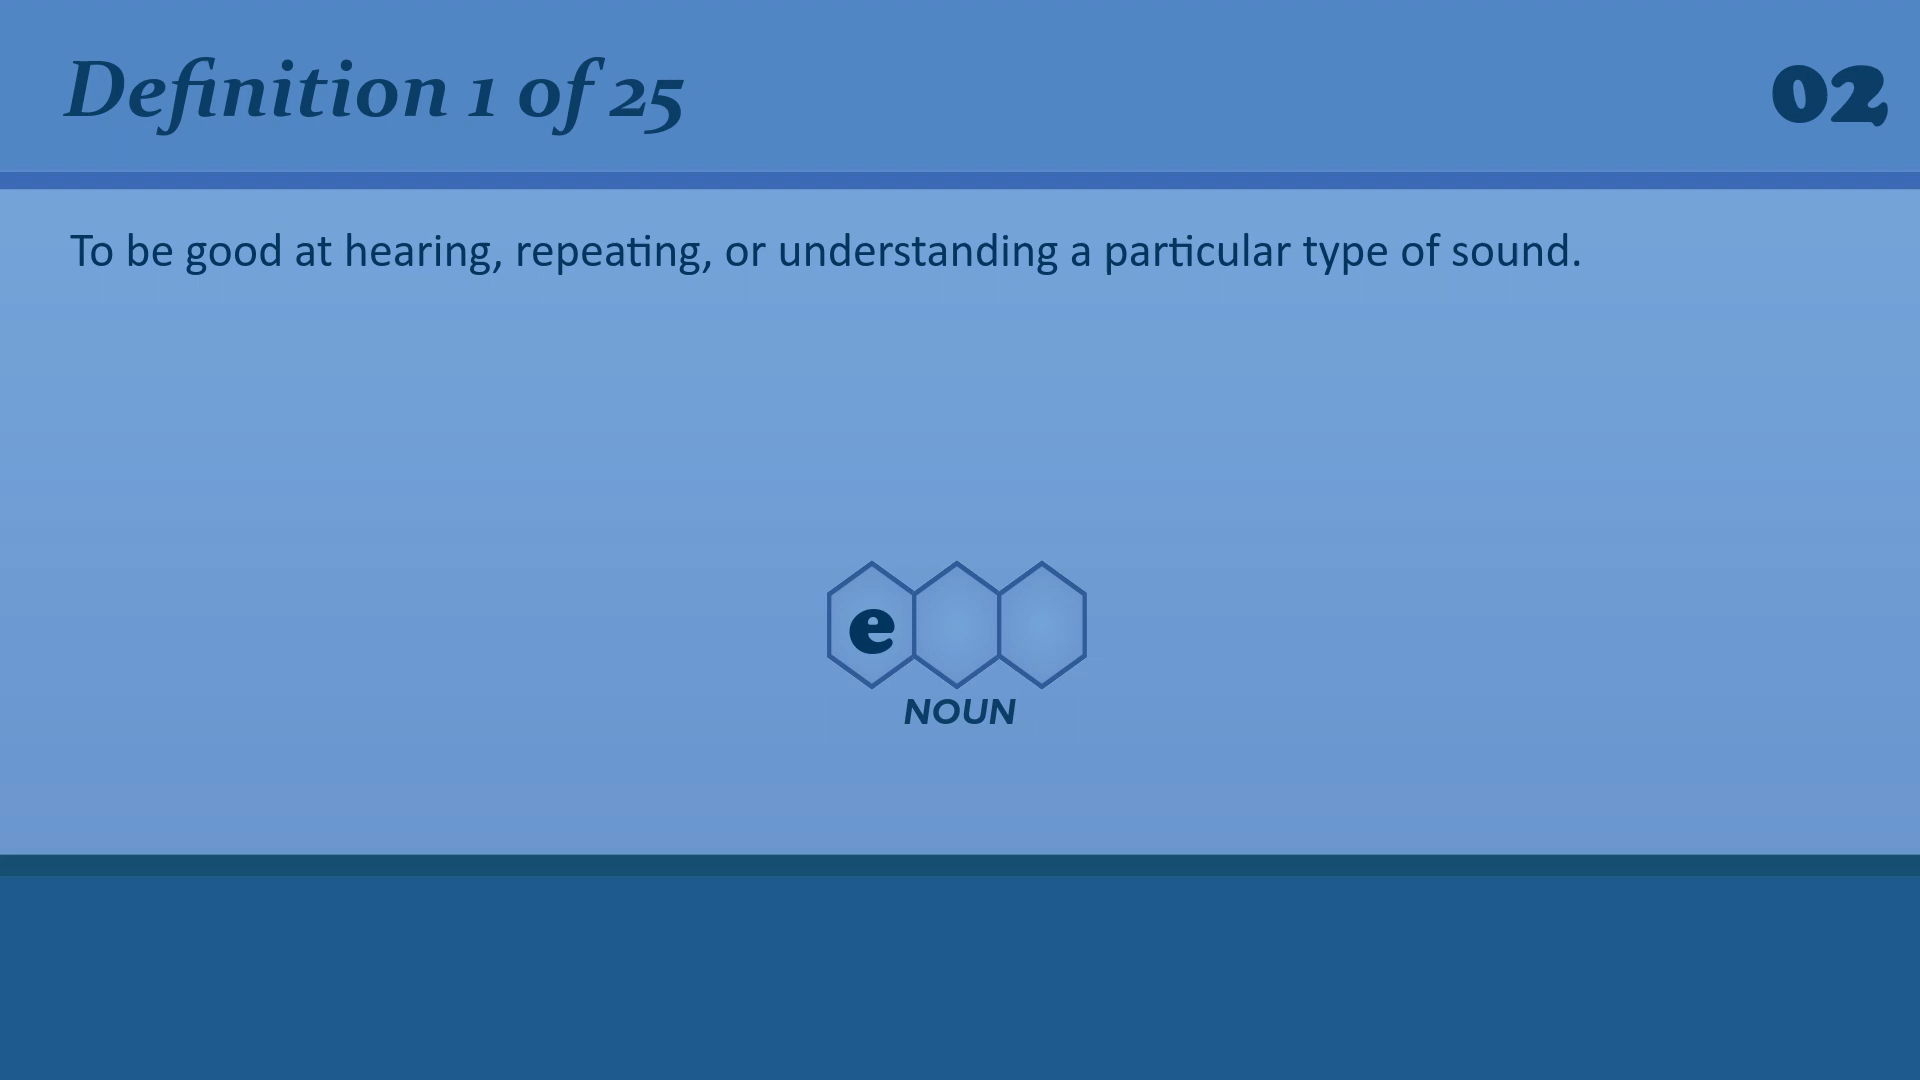 Definition 1 of 25
02
To be good at hearing, repeating, or understanding a particular type of sound.
e
NOUN